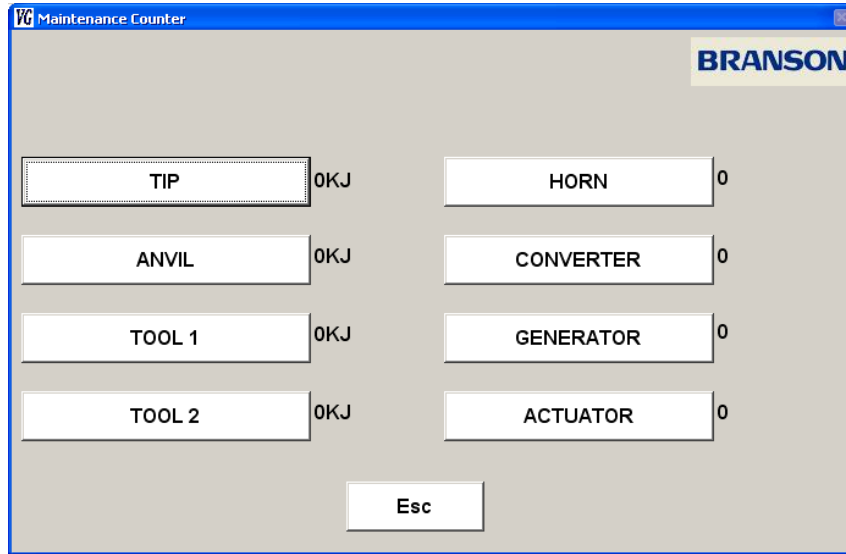 VG Maintenance Counter
BRANSON
TIP 0KJ HORN 0
ANVIL 0KJ CONVERTER 0
TOOL 1 0KJ GENERATOR 0
TOOL 2 0KJ ACTUATOR 0
Esc